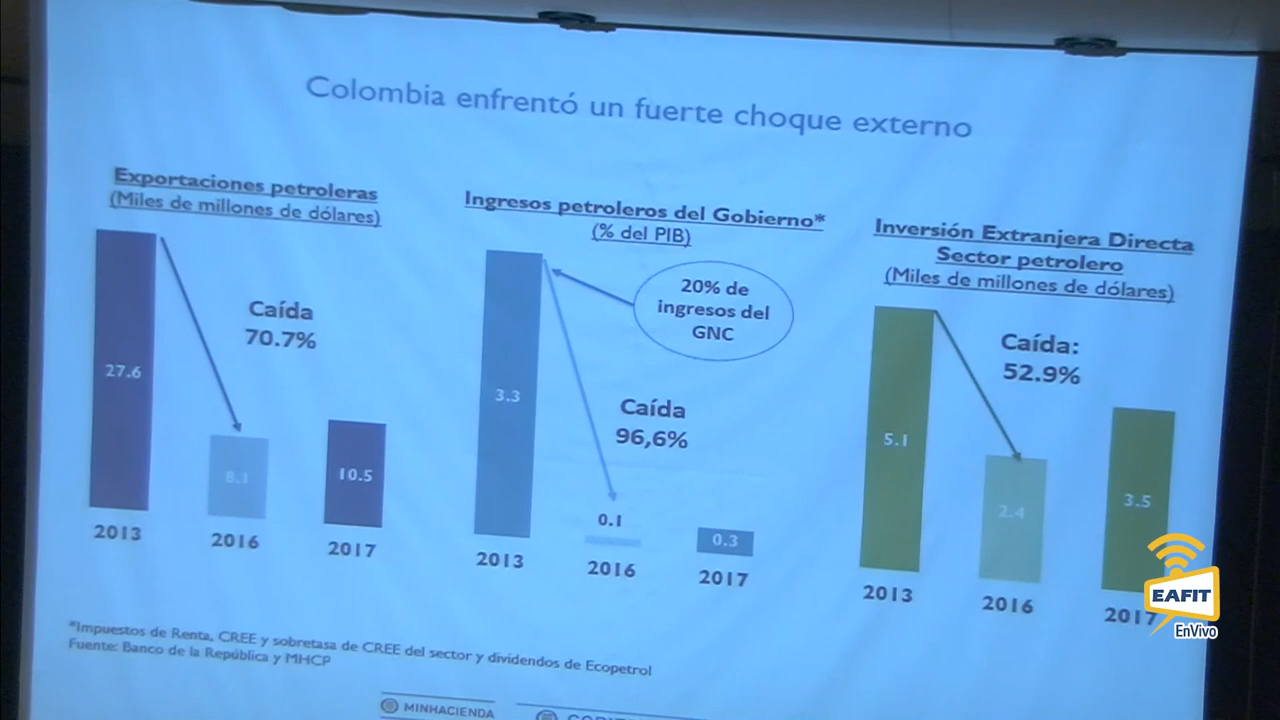 Colombia enfrentó un fuerte choque externo
Exportaciones petroleras
(Miles de millones de dólares)
Caída
70.7%
27.6
8.1
10.5
2013
2016
2017
Ingresos petroleros del Gobierno*
(% del PIB)
20% de
ingresos del
GNC
Caída
96,6%
3.3
0.1
0.3
2013
2016
2017
Inversión Extranjera Directa
Sector petrolero
(Miles de millones de dólares)
Caída:
52.9%
5.1
2.4
3.5
2013
2016
2017
*Impuestos de Renta, CREE y sobretasa de CREE del sector y dividendos de Ecopetrol
Fuente: Banco de la República y MHCP
MINHACIENDA
EAFIT
EnVivo